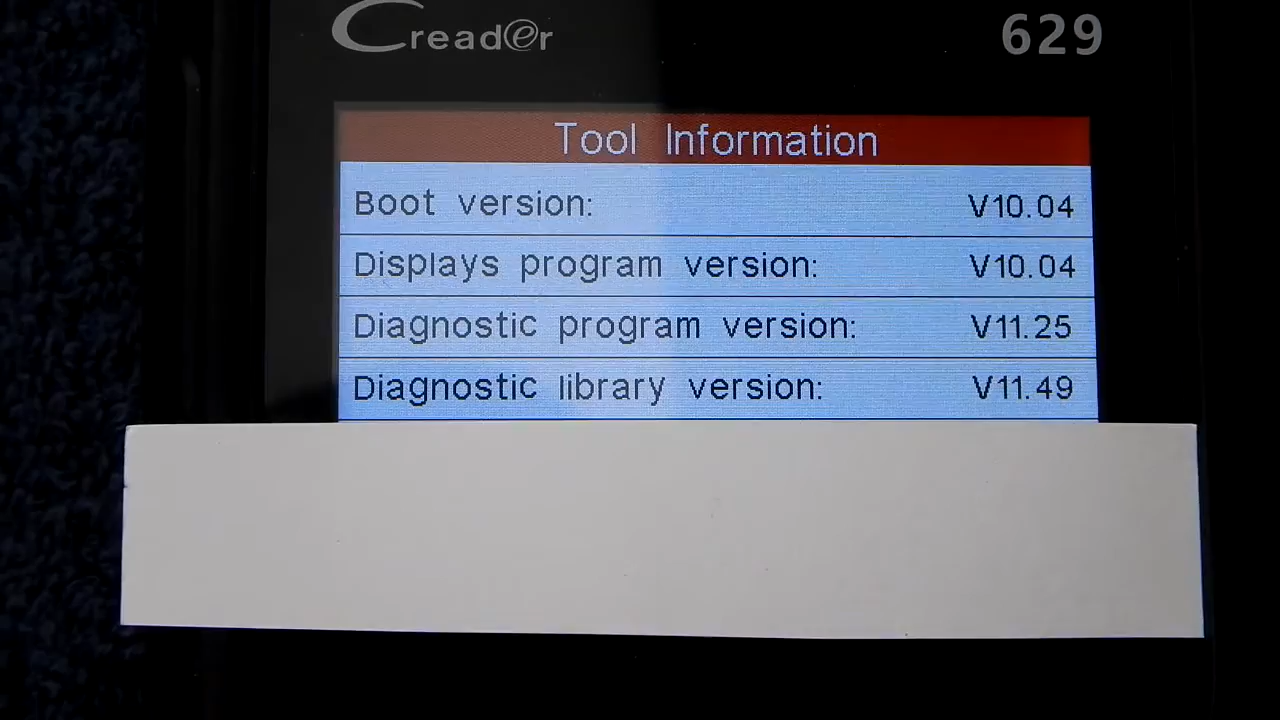 Creader 629
Tool Information
Boot version: V10.04
Displays program version: V10.04
Diagnostic program version: V11.25
Diagnostic library version: V11.49